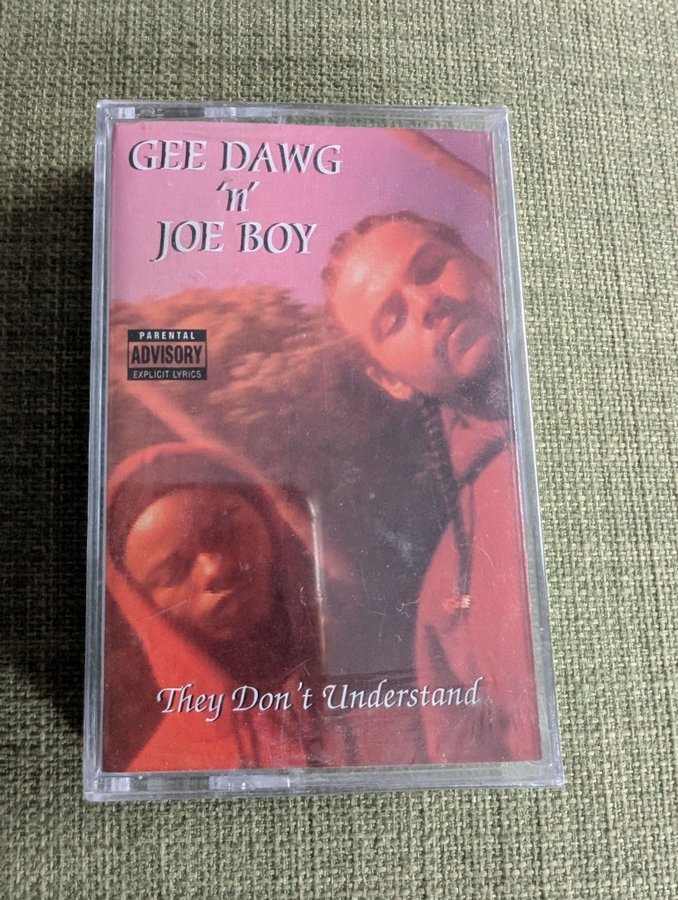 GEE DAWG
'n'
JOE BOY
PARENTAL
ADVISORY
EXPLICIT LYRICS
They Don't Understand